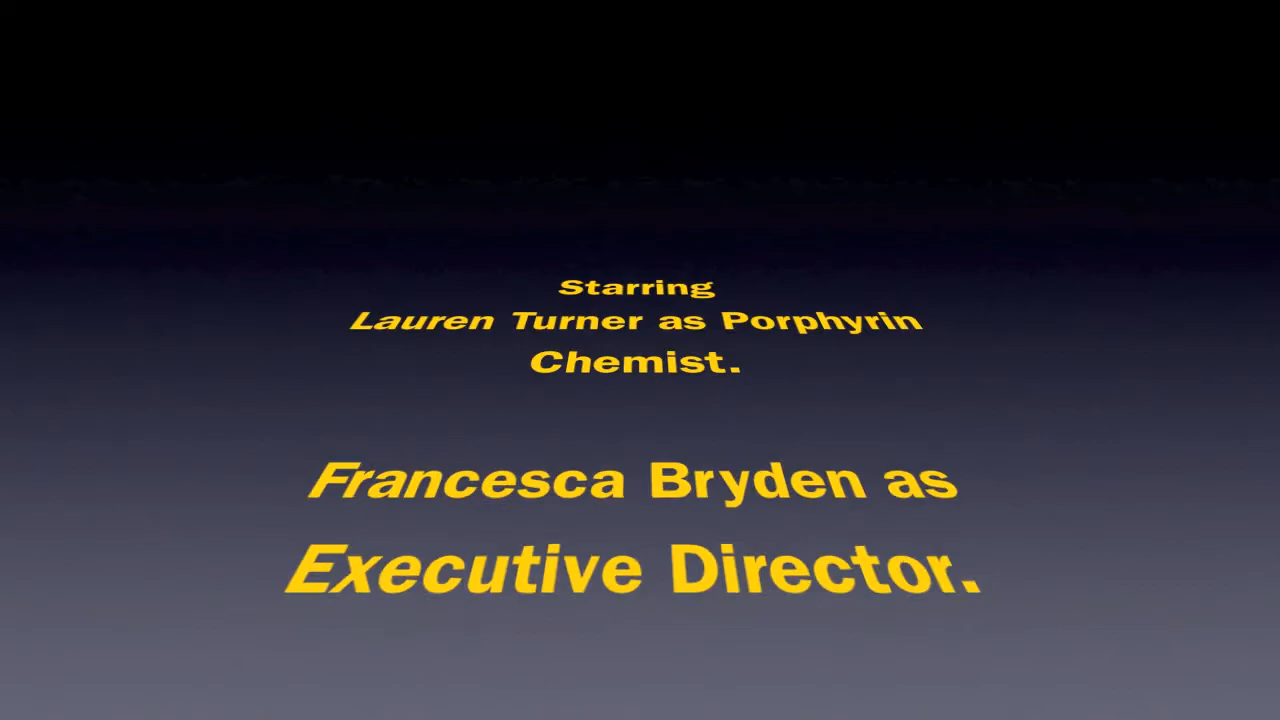 Starring
Lauren Turner as Porphyrin
Chemist.
Francesca Bryden as
Executive Director.